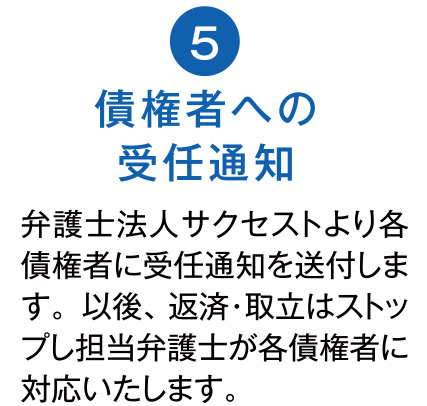 5
債権者への
受任通知
弁護士法人サクセストより各
債権者に受任通知を送付しま
す。以後、返済・取立はストッ
プし担当弁護士が各債権者に
対応いたします。